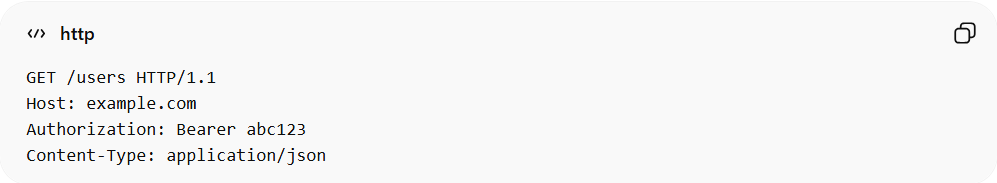 http
GET /users HTTP/1.1
Host: example.com
Authorization: Bearer abc123
Content-Type: application/json